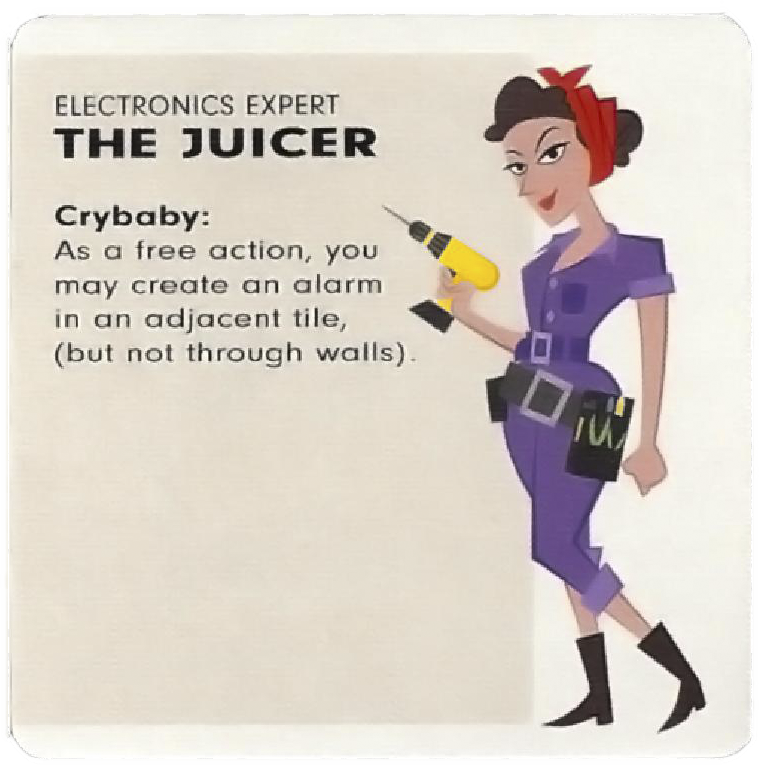 ELECTRONICS EXPERT
THE JUICER
Crybaby:
As a free action, you
may create an alarm
in an adjacent tile,
(but not through walls).